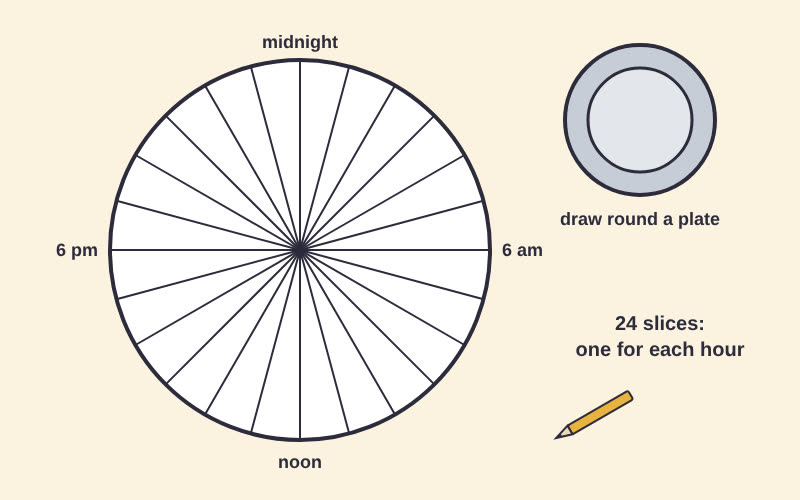 midnight
6 pm
6 am
noon
draw round a plate
24 slices:
one for each hour